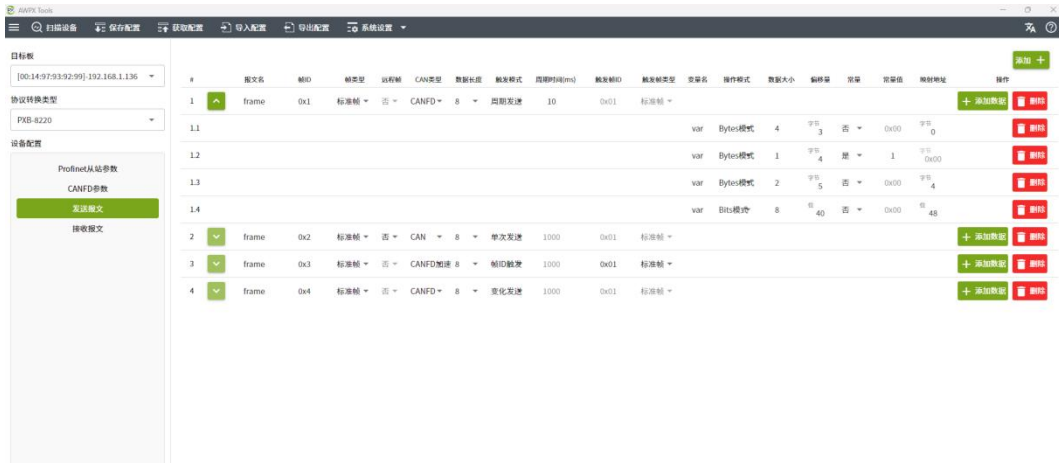 AWPX Tools
扫描设备 保存配置 获取配置 导入配置 导出配置 系统设置
目标板
[00:14:97:93:92:99]-192.168.1.136
协议转换类型
PXB-8220
设备配置
Profinet从站参数
CANFD参数
发送报文
接收报文
添加 +
# 报文名 帧ID 帧类型 远程帧 CAN类型 数据长度 触发模式 周期时间(ms) 触发帧ID 触发帧类型 变量名 操作模式 数据大小 偏移量 常量 常量值 映射地址 操作
1 frame 0x1 标准帧 否 CANFD 8 周期发送 10 0x01 标准帧 + 添加数据 删除
1.1 var Bytes模式 4 字节 3 否 0x00 字节 0 删除
1.2 var Bytes模式 1 字节 4 是 1 字节 0x00 删除
1.3 var Bytes模式 2 字节 5 否 0x00 字节 4 删除
1.4 var Bits模式 8 位 40 否 0x00 位 48 删除
2 frame 0x2 标准帧 否 CAN 8 单次发送 1000 0x01 标准帧 + 添加数据 删除
3 frame 0x3 标准帧 否 CANFD加速 8 帧ID触发 1000 0x01 标准帧 + 添加数据 删除
4 frame 0x4 标准帧 否 CANFD 8 变化发送 1000 0x01 标准帧 + 添加数据 删除